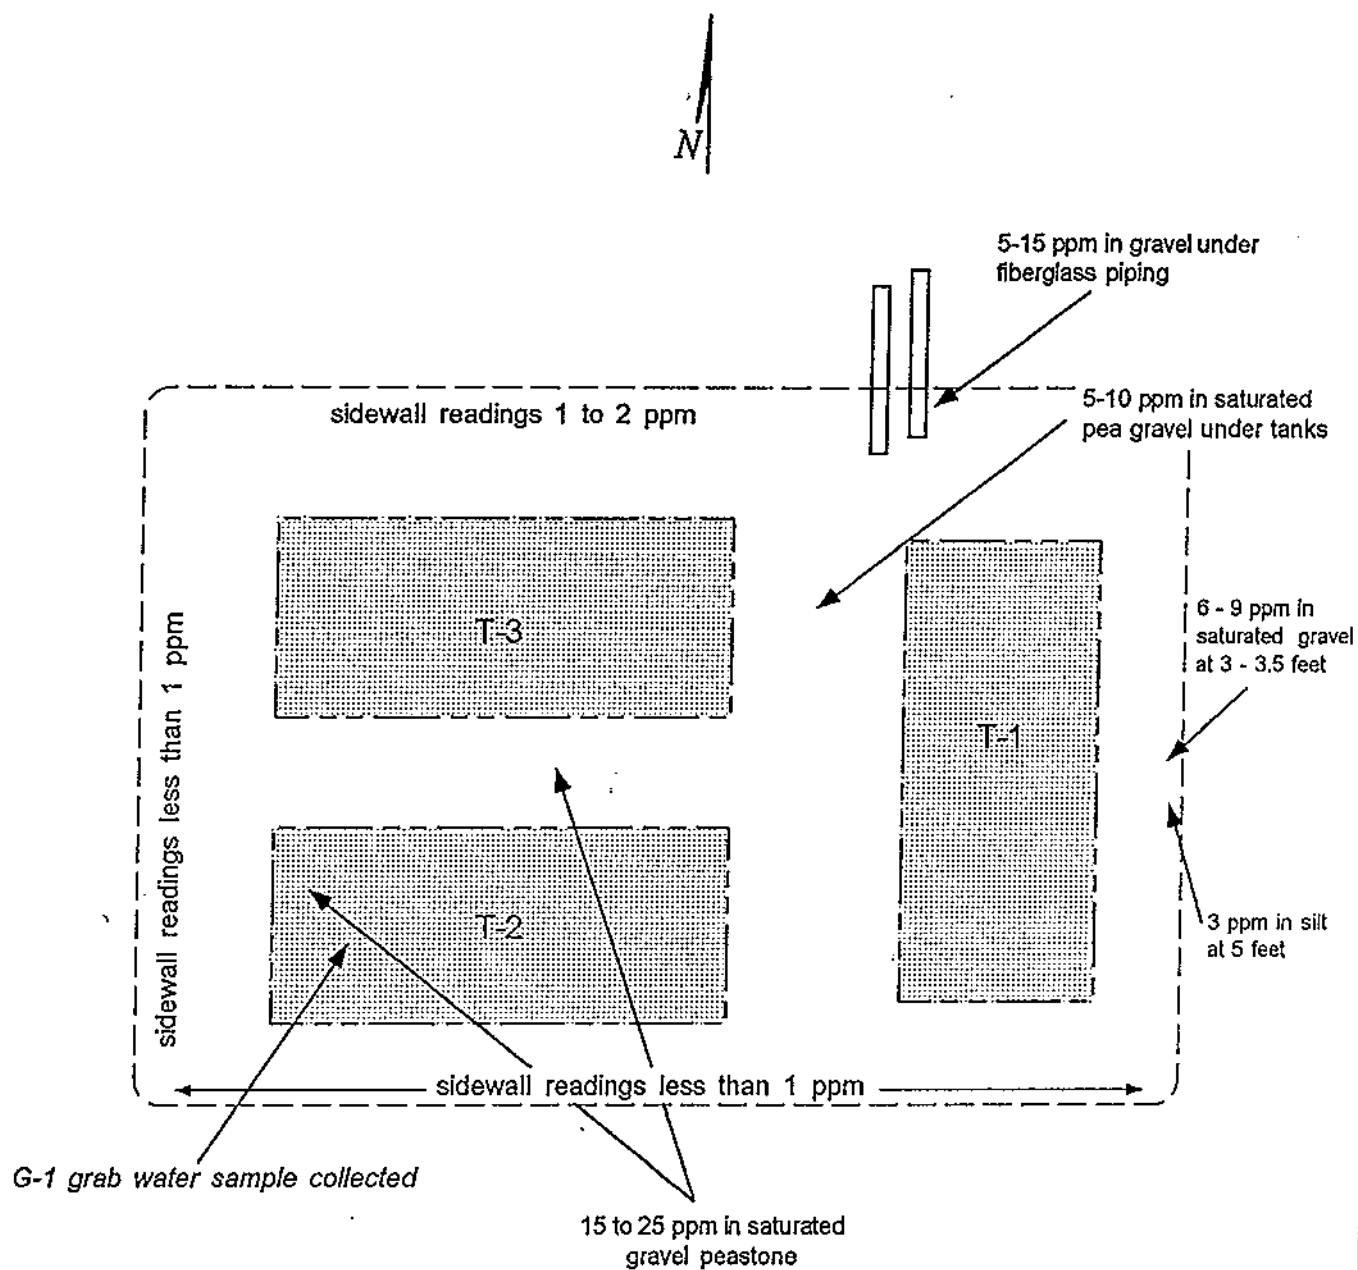 N
5-15 ppm in gravel under
fiberglass piping
sidewall readings 1 to 2 ppm
5-10 ppm in saturated
pea gravel under tanks
T-3
6 - 9 ppm in
saturated gravel
at 3 - 3.5 feet
sidewall readings less than 1 ppm
T-1
T-2
3 ppm in silt
at 5 feet
sidewall readings less than 1 ppm
G-1 grab water sample collected
15 to 25 ppm in saturated
gravel peastone